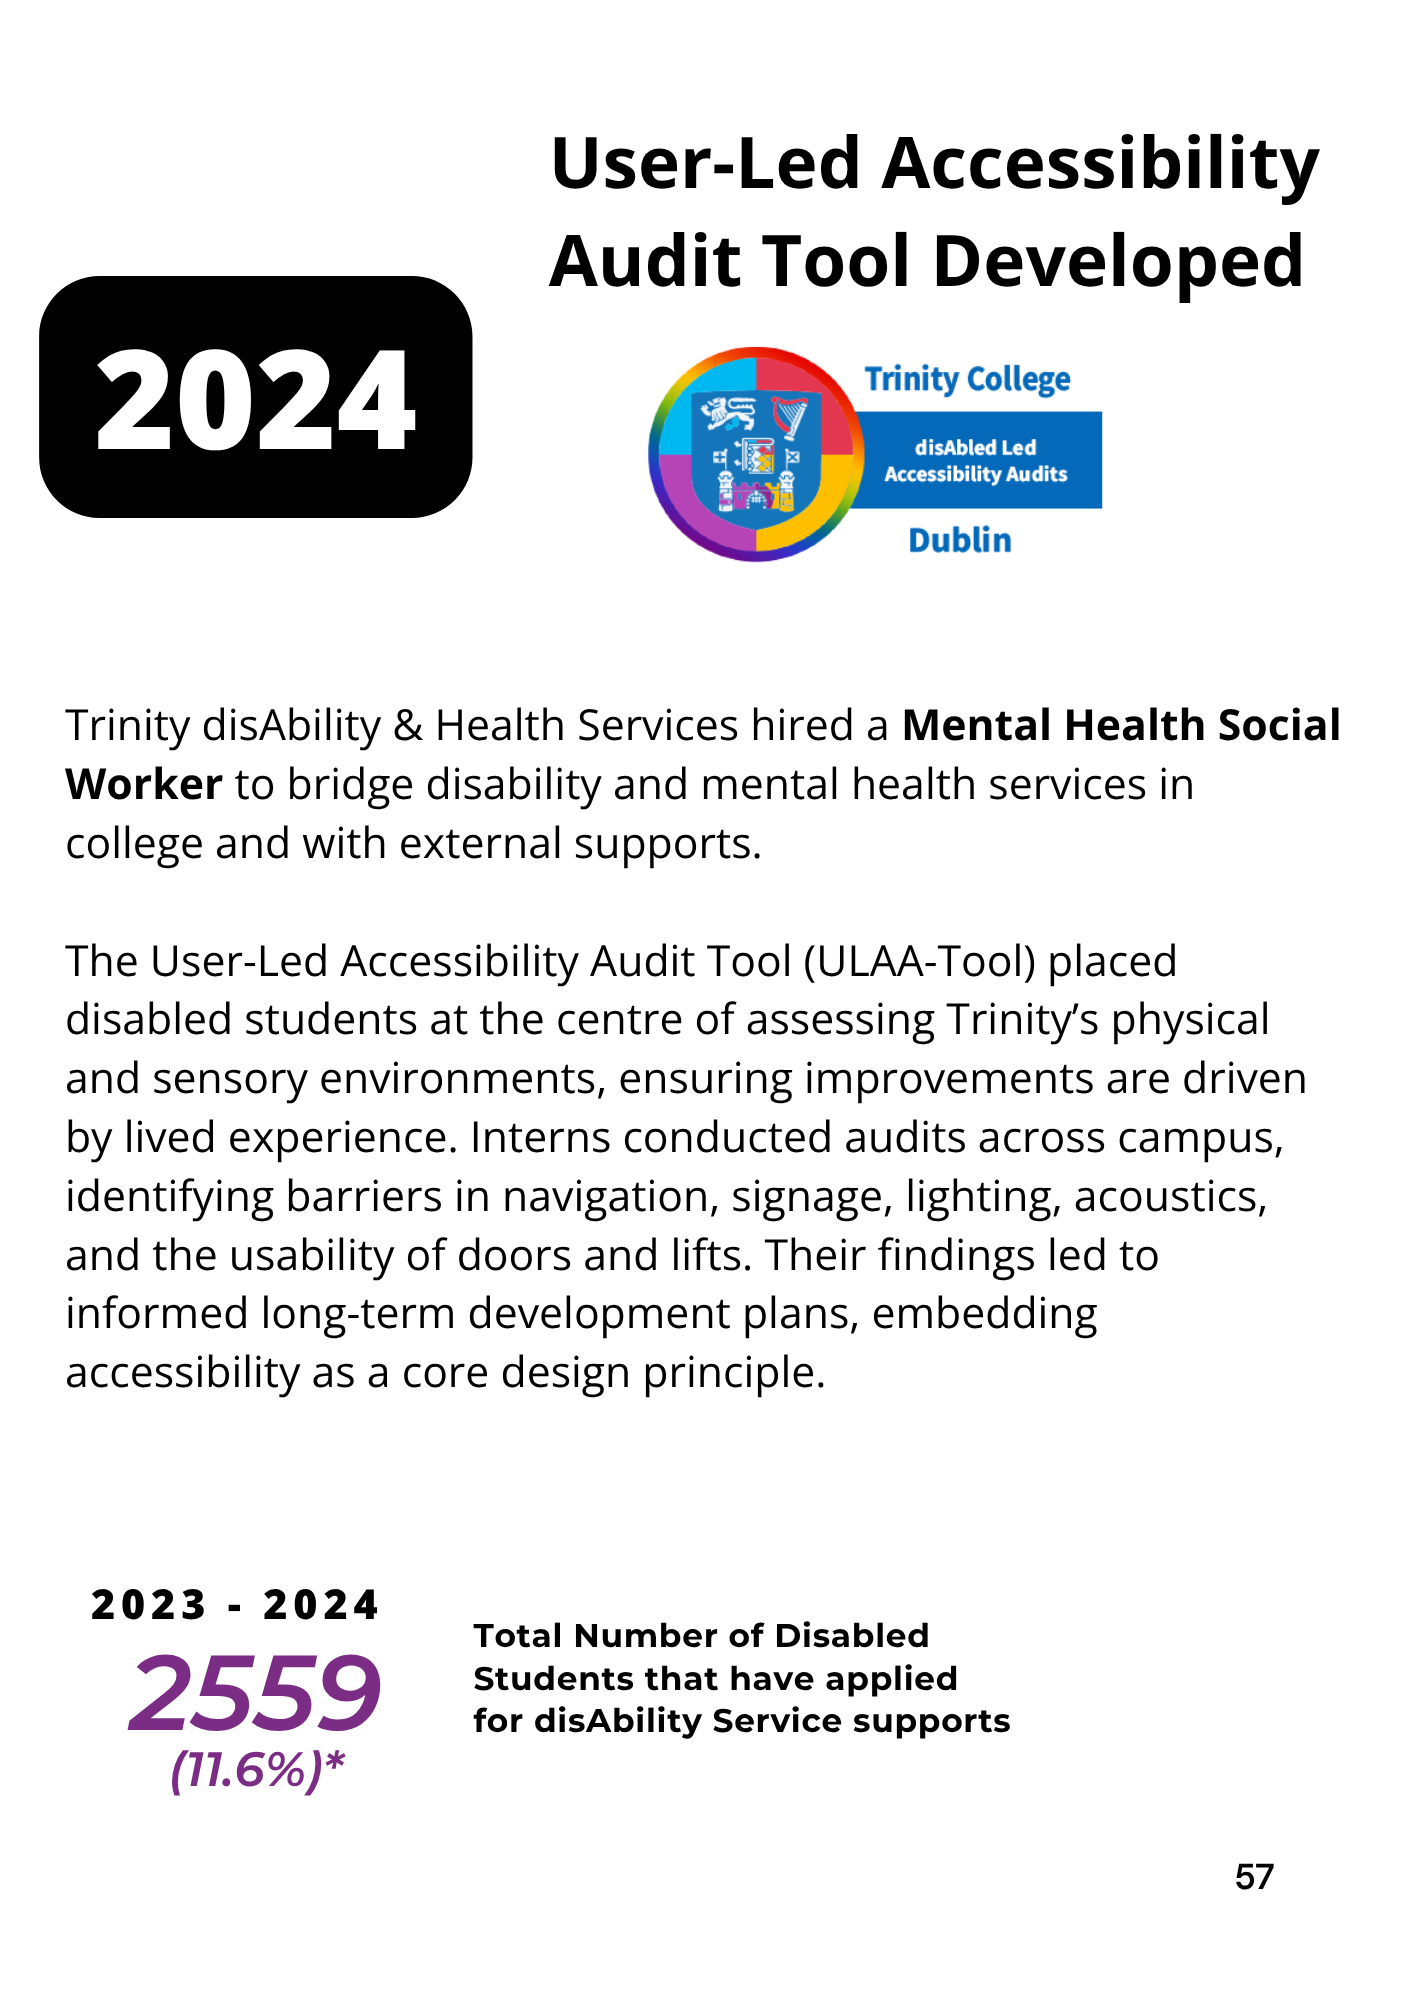 User-Led Accessibility
Audit Tool Developed
2024
Trinity College
disAbled Led
Accessibility Audits
Dublin
Trinity disAbility & Health Services hired a Mental Health Social
Worker to bridge disability and mental health services in
college and with external supports.
The User-Led Accessibility Audit Tool (ULAA-Tool) placed
disabled students at the centre of assessing Trinity’s physical
and sensory environments, ensuring improvements are driven
by lived experience. Interns conducted audits across campus,
identifying barriers in navigation, signage, lighting, acoustics,
and the usability of doors and lifts. Their findings led to
informed long-term development plans, embedding
accessibility as a core design principle.
2023 - 2024
2559
(11.6%)*
Total Number of Disabled
Students that have applied
for disAbility Service supports
57